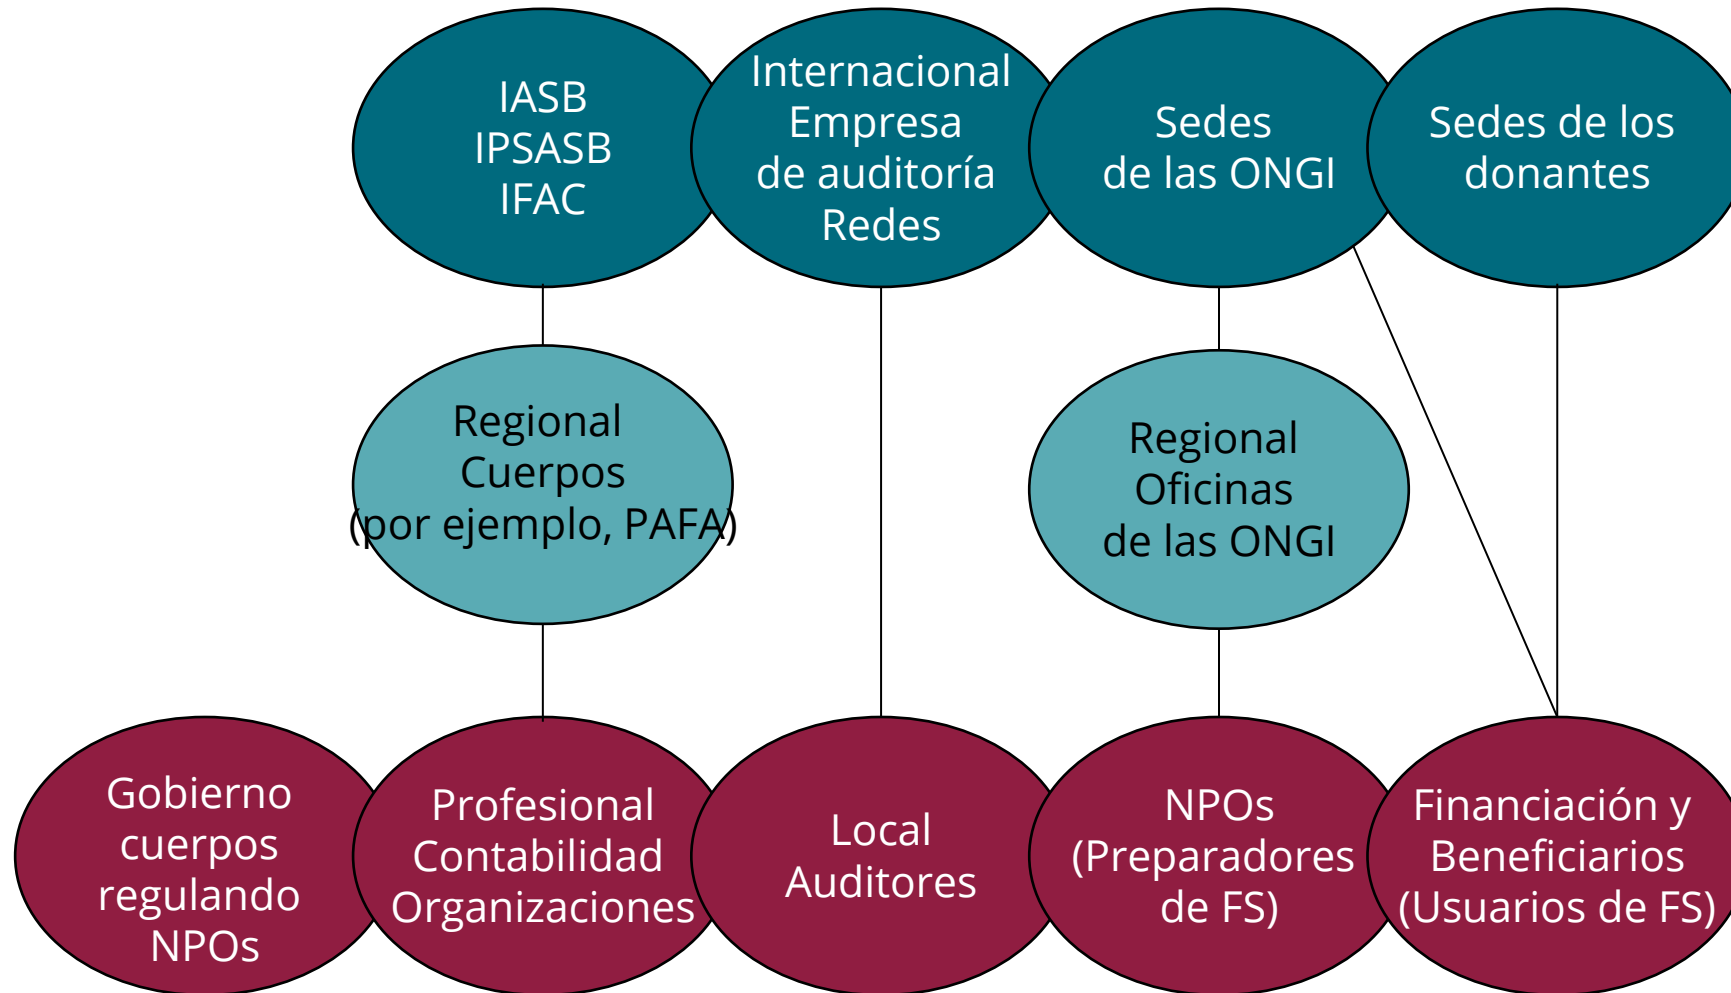 IASB
IPSASB
IFAC
Internacional
Empresa
de auditoría
Redes
Sedes
de las ONGI
Sedes de los
donantes
Regional
Cuerpos
(por ejemplo, PAFA)
Regional
Oficinas
de las ONGI
Gobierno
cuerpos
regulando
NPOs
Profesional
Contabilidad
Organizaciones
Local
Auditores
NPOs
(Preparadores
de FS)
Financiación y
Beneficiarios
(Usuarios de FS)